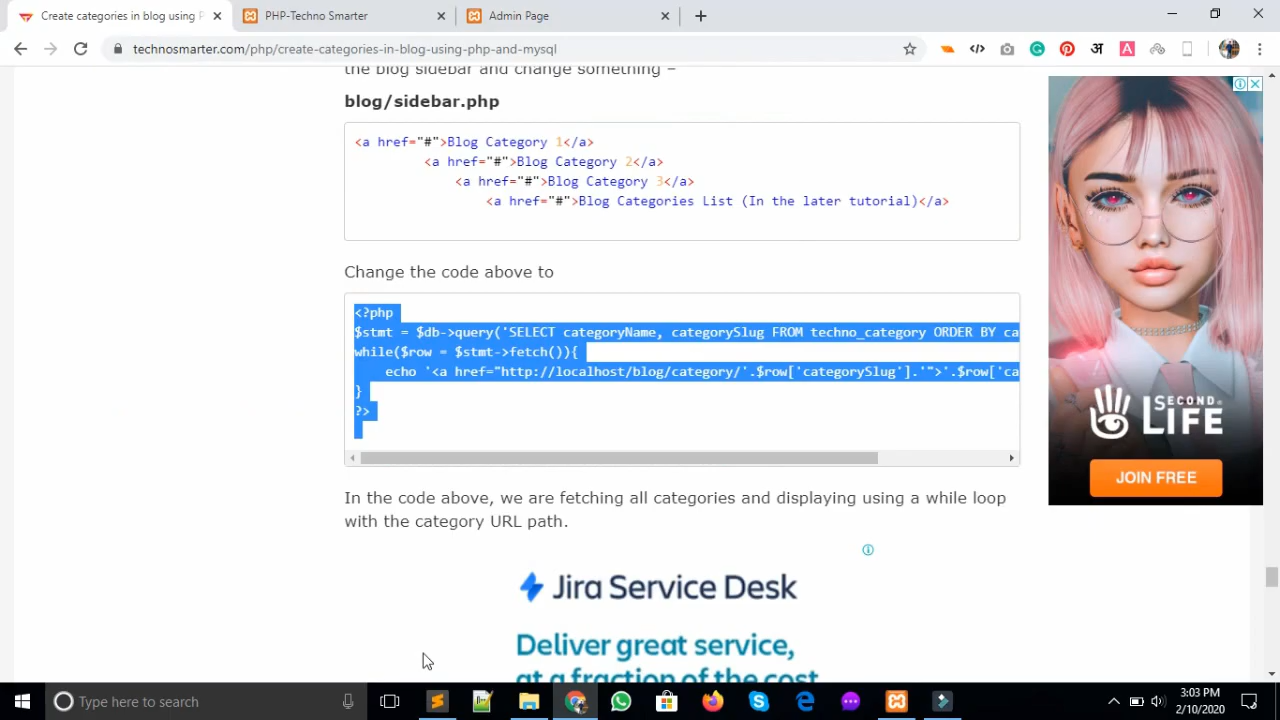 Create categories in blog using P
PHP-Techno Smarter
Admin Page
technosmarter.com/php/create-categories-in-blog-using-php-and-mysql
the blog sidebar and change something –
blog/sidebar.php
<a href="#">Blog Category 1</a>
<a href="#">Blog Category 2</a>
<a href="#">Blog Category 3</a>
<a href="#">Blog Categories List (In the later tutorial)</a>
Change the code above to
<?php
$stmt = $db->query('SELECT categoryName, categorySlug FROM techno_category ORDER BY ca
while($row = $stmt->fetch()){
echo '<a href="http://localhost/blog/category/'.$row['categorySlug'].'">'.$row['ca
}
?>
In the code above, we are fetching all categories and displaying using a while loop
with the category URL path.
SECOND
LIFE
JOIN FREE
Jira Service Desk
Deliver great service,
at a fraction of the cost
Type here to search
3:03 PM
2/10/2020